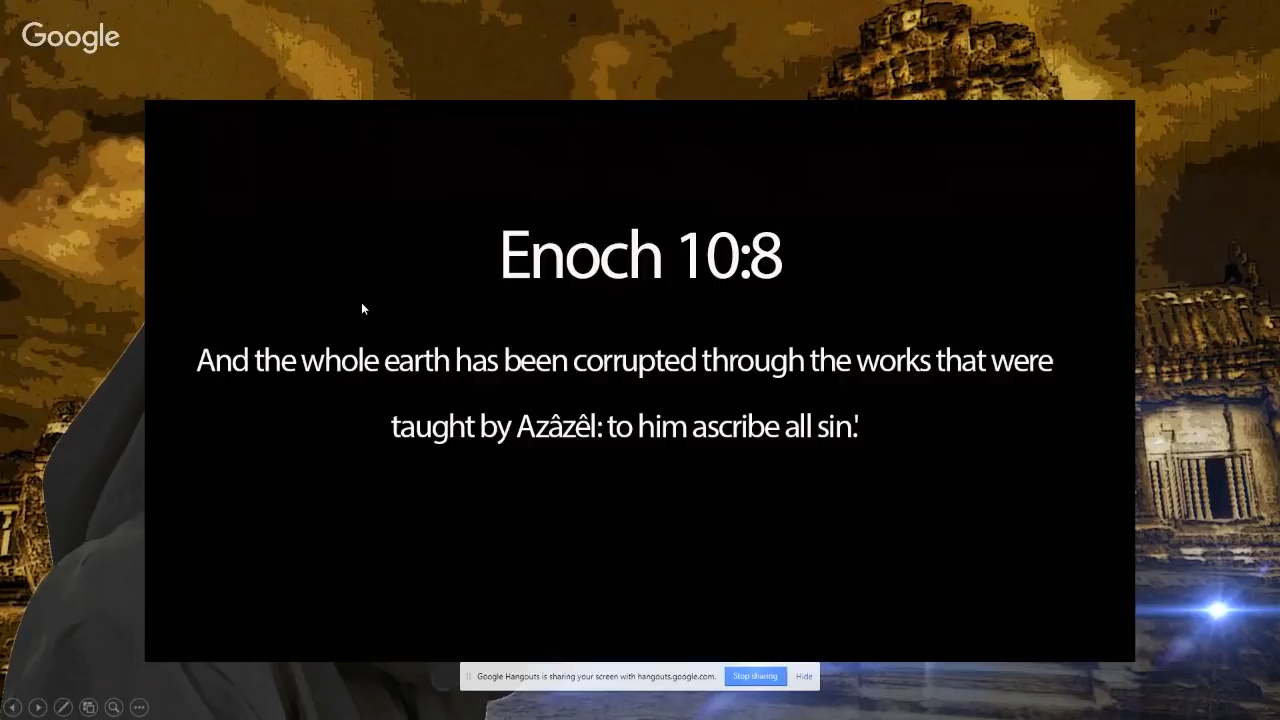 Google
Enoch 10:8
And the whole earth has been corrupted through the works that were
taught by Azâzêl: to him ascribe all sin.'
Google Hangouts is sharing your screen with hangouts.google.com.
Stop sharing
Hide